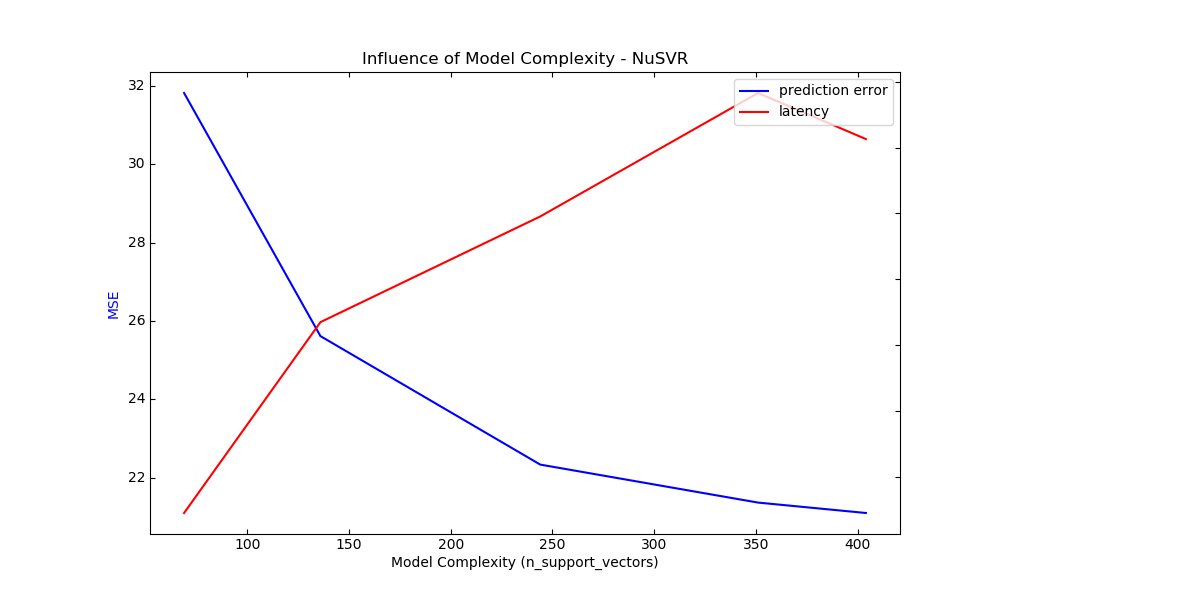 Influence of Model Complexity - NuSVR
prediction error
latency
32
30
28
26
24
22
MSE
100 150 200 250 300 350 400
Model Complexity (n_support_vectors)